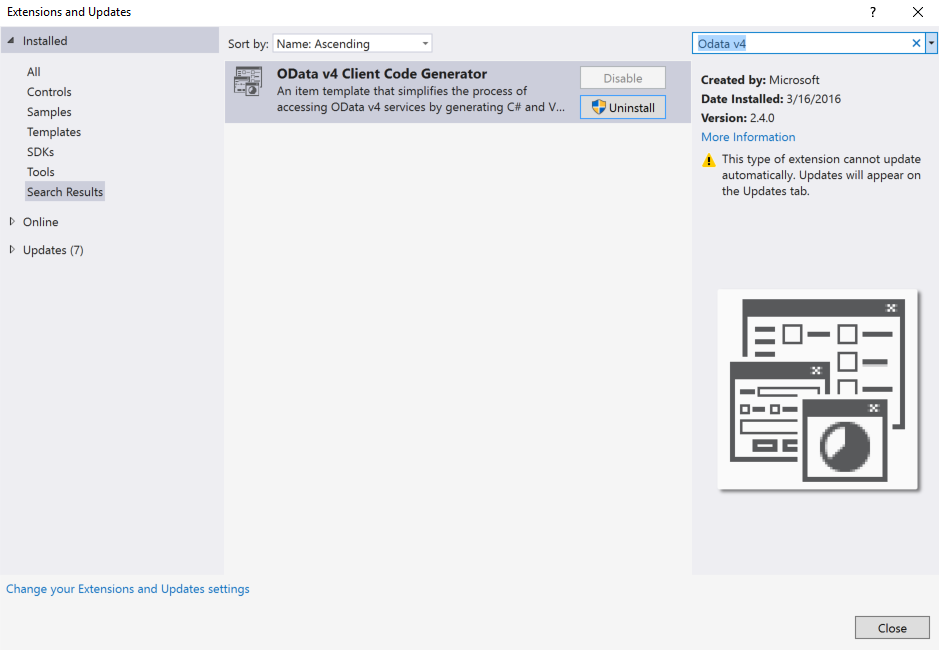 Extensions and Updates
?
Installed
All
Controls
Samples
Templates
SDKs
Tools
Search Results
Online
Updates (7)
Sort by: Name: Ascending
OData v4 Client Code Generator
An item template that simplifies the process of
accessing OData v4 services by generating C# and V...
Disable
Uninstall
Odata v4
Created by: Microsoft
Date Installed: 3/16/2016
Version: 2.4.0
More Information
This type of extension cannot update
automatically. Updates will appear on
the Updates tab.
Change your Extensions and Updates settings
Close